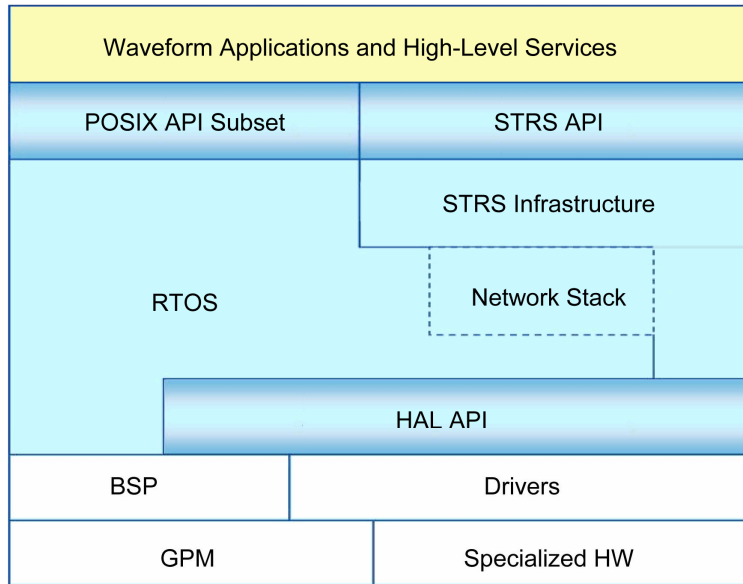 Waveform Applications and High-Level Services
POSIX API Subset
STRS API
STRS Infrastructure
Network Stack
RTOS
HAL API
BSP
Drivers
GPM
Specialized HW